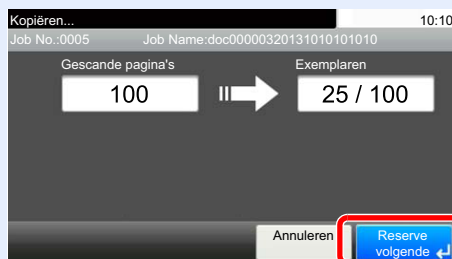 Kopiëren... 10:10
Job No.:0005 Job Name:doc00000320131010101010
Gescande pagina's Exemplaren
100 25 / 100
Annuleren Reserve
volgende